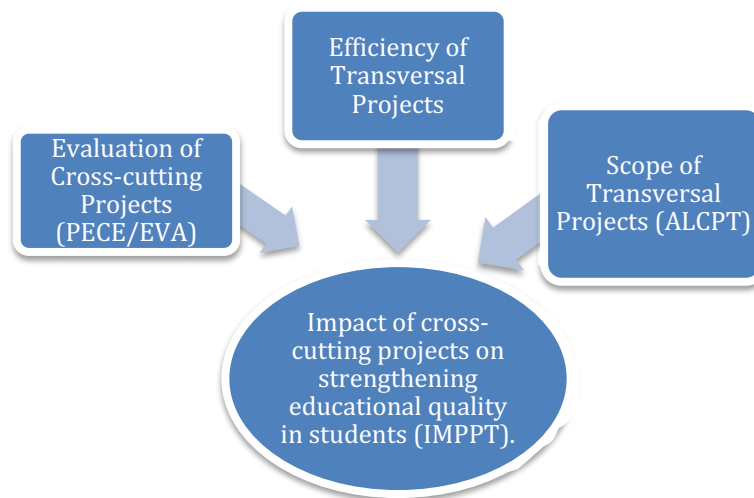 Efficiency of
Transversal
Projects
Evaluation of
Cross-cutting
Projects
(PECE/EVA)
Scope of
Transversal
Projects (ALCPT)
Impact of cross-
cutting projects on
strengthening
educational quality
in students (IMPPT).